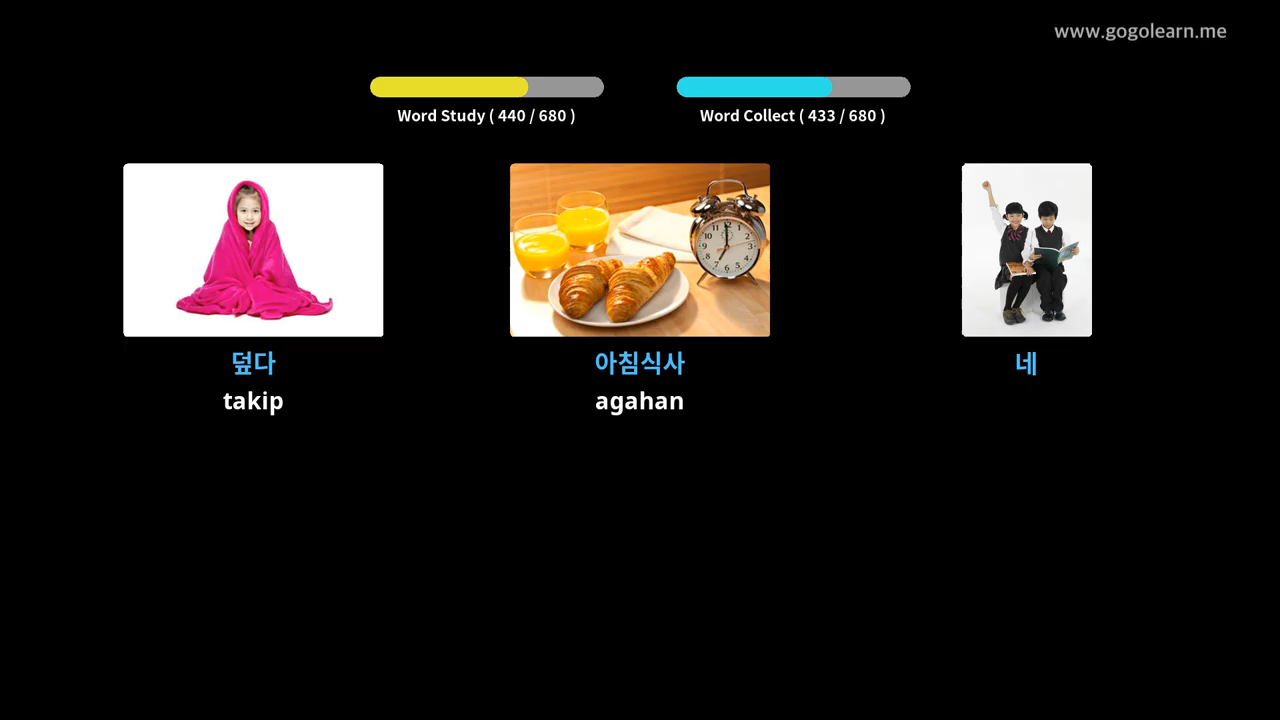 www.gogolearn.me
Word Study ( 440 / 680 )
Word Collect ( 433 / 680 )
덮다
takip
아침식사
agahan
네